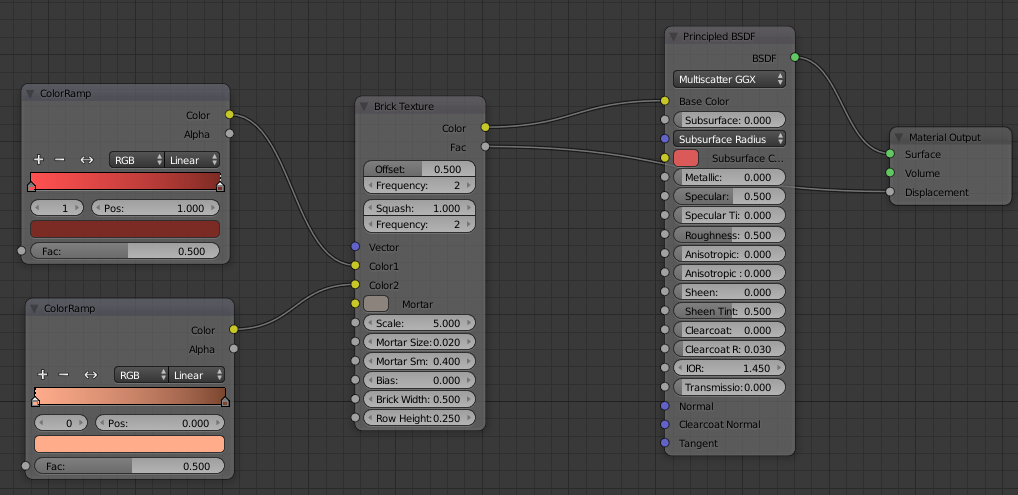 ColorRamp
Color
Alpha
+ − ↔ RGB Linear
1 Pos: 1.000
Fac: 0.500
ColorRamp
Color
Alpha
+ − ↔ RGB Linear
0 Pos: 0.000
Fac: 0.500
Brick Texture
Color
Fac
Offset: 0.500
Frequency: 2
Squash: 1.000
Frequency: 2
Vector
Color1
Color2
Mortar
Scale: 5.000
Mortar Size: 0.020
Mortar Sm: 0.400
Bias: 0.000
Brick Width: 0.500
Row Height: 0.250
Principled BSDF
BSDF
Multiscatter GGX
Base Color
Subsurface: 0.000
Subsurface Radius
Subsurface C...
Metallic: 0.000
Specular: 0.500
Specular Ti: 0.000
Roughness: 0.500
Anisotropic: 0.000
Anisotropic : 0.000
Sheen: 0.000
Sheen Tint: 0.500
Clearcoat: 0.000
Clearcoat R: 0.030
IOR: 1.450
Transmissio: 0.000
Normal
Clearcoat Normal
Tangent
Material Output
Surface
Volume
Displacement